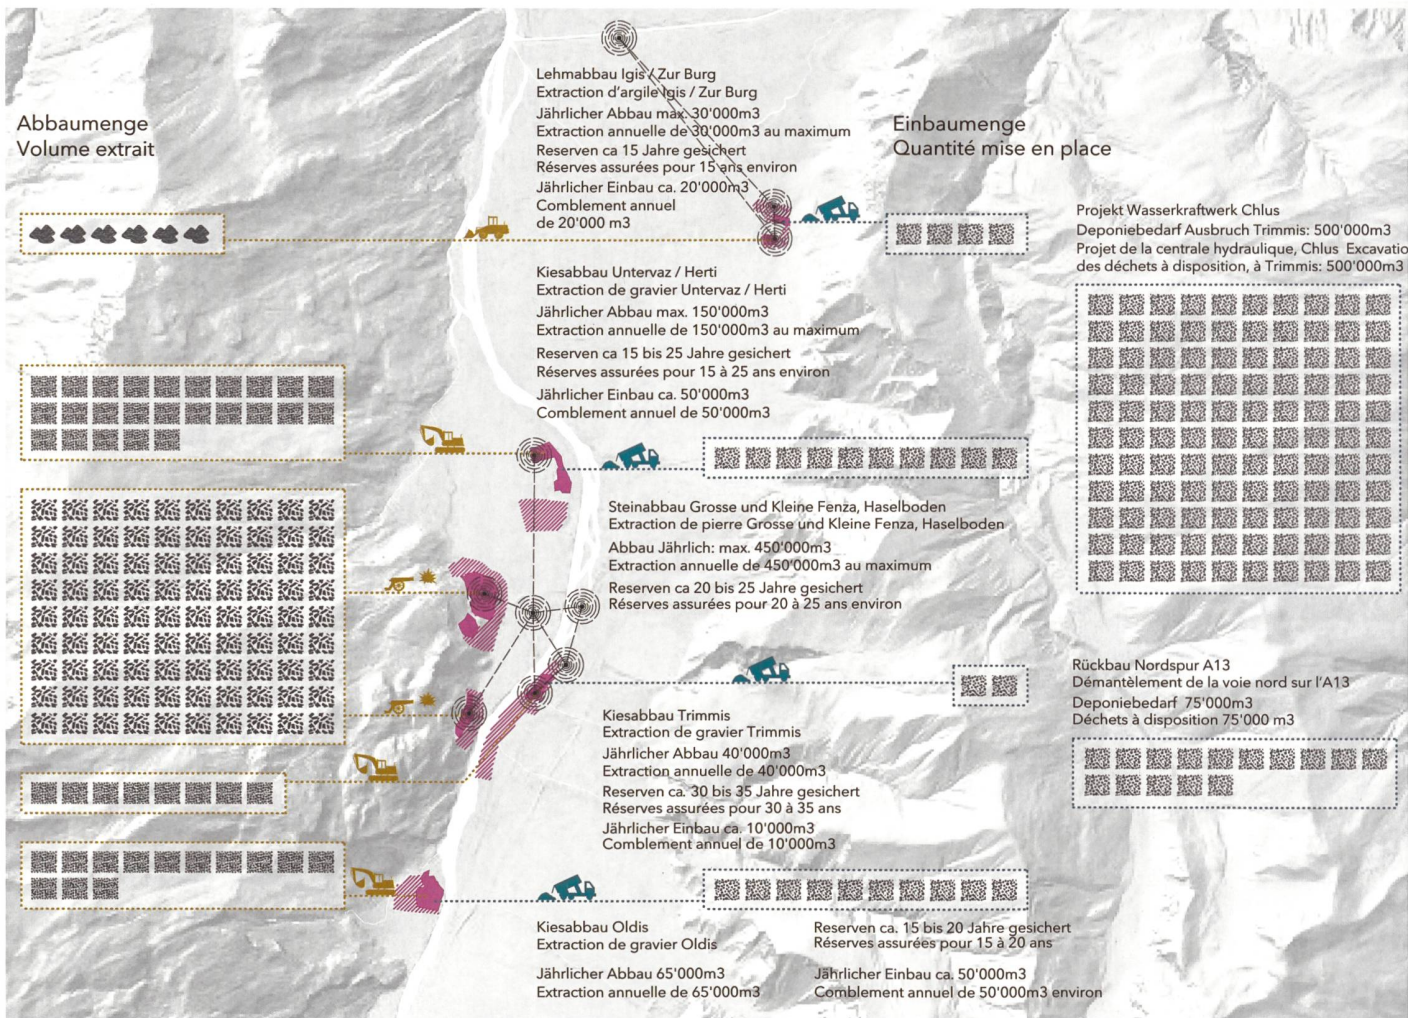 Abbaumenge
Volume extrait
Lehmabbau Igis / Zur Burg
Extraction d'argile Igis / Zur Burg
Jährlicher Abbau max. 30'000m3
Extraction annuelle de 30'000m3 au maximum
Reserven ca 15 Jahre gesichert
Réserves assurées pour 15 ans environ
Jährlicher Einbau ca. 20'000m3
Comblement annuel
de 20'000 m3
Einbaumenge
Quantité mise en place
Projekt Wasserkraftwerk Chlus
Deponiebedarf Ausbruch Trimmis: 500'000m3
Projet de la centrale hydraulique, Chlus Excavatio
des déchets à disposition, à Trimmis: 500'000m3
Kiesabbau Untervaz / Herti
Extraction de gravier Untervaz / Herti
Jährlicher Abbau max. 150'000m3
Extraction annuelle de 150'000m3 au maximum
Reserven ca 15 bis 25 Jahre gesichert
Réserves assurées pour 15 à 25 ans environ
Jährlicher Einbau ca. 50'000m3
Comblement annuel de 50'000m3
Steinabbau Grosse und Kleine Fenza, Haselboden
Extraction de pierre Grosse und Kleine Fenza, Haselboden
Abbau Jährlich: max. 450'000m3
Extraction annuelle de 450'000m3 au maximum
Reserven ca 20 bis 25 Jahre gesichert
Réserves assurées pour 20 à 25 ans environ
Rückbau Nordspur A13
Démantèlement de la voie nord sur l'A13
Deponiebedarf 75'000m3
Déchets à disposition 75'000 m3
Kiesabbau Trimmis
Extraction de gravier Trimmis
Jährlicher Abbau 40'000m3
Extraction annuelle de 40'000m3
Reserven ca. 30 bis 35 Jahre gesichert
Réserves assurées pour 30 à 35 ans
Jährlicher Einbau ca. 10'000m3
Comblement annuel de 10'000m3
Kiesabbau Oldis
Extraction de gravier Oldis
Jährlicher Abbau 65'000m3
Extraction annuelle de 65'000m3
Reserven ca. 15 bis 20 Jahre gesichert
Réserves assurées pour 15 à 20 ans
Jährlicher Einbau ca. 50'000m3
Comblement annuel de 50'000m3 environ